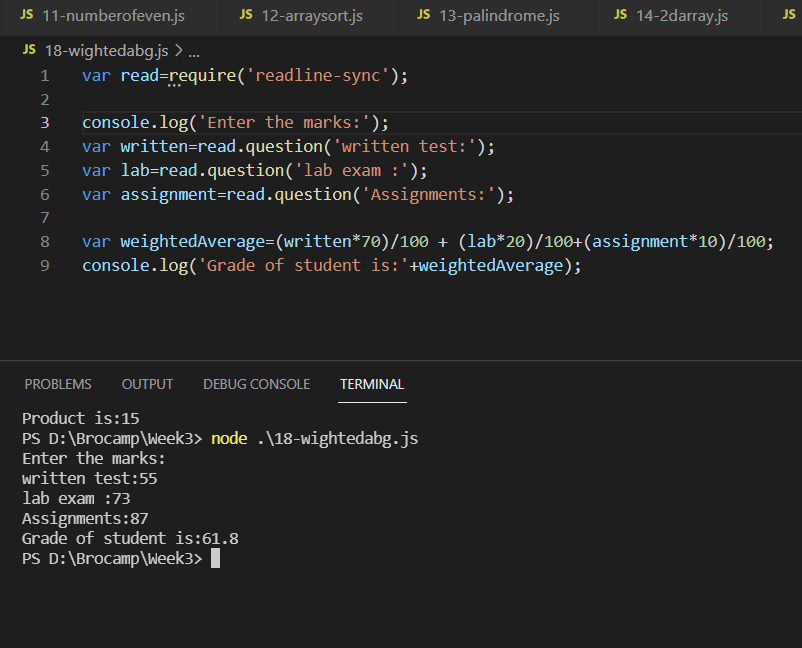 JS 11-numberofeven.js JS 12-arraysort.js JS 13-palindrome.js JS 14-2darray.js JS
JS 18-wightedabg.js > ...
1 var read=require('readline-sync');
2
3 console.log('Enter the marks:');
4 var written=read.question('written test:');
5 var lab=read.question('lab exam :');
6 var assignment=read.question('Assignments:');
7
8 var weightedAverage=(written*70)/100 + (lab*20)/100+(assignment*10)/100;
9 console.log('Grade of student is:'+weightedAverage);
PROBLEMS OUTPUT DEBUG CONSOLE TERMINAL
Product is:15
PS D:\Brocamp\Week3> node .\18-wightedabg.js
Enter the marks:
written test:55
lab exam :73
Assignments:87
Grade of student is:61.8
PS D:\Brocamp\Week3>